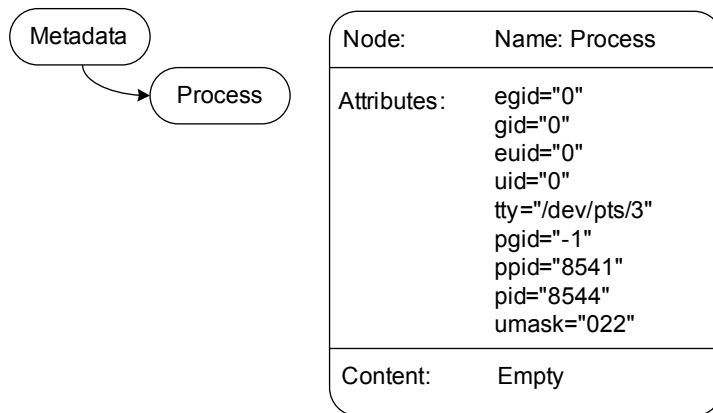 Metadata
Process
Node: Name: Process
Attributes: egid="0"
gid="0"
euid="0"
uid="0"
tty="/dev/pts/3"
pgid="-1"
ppid="8541"
pid="8544"
umask="022"
Content: Empty